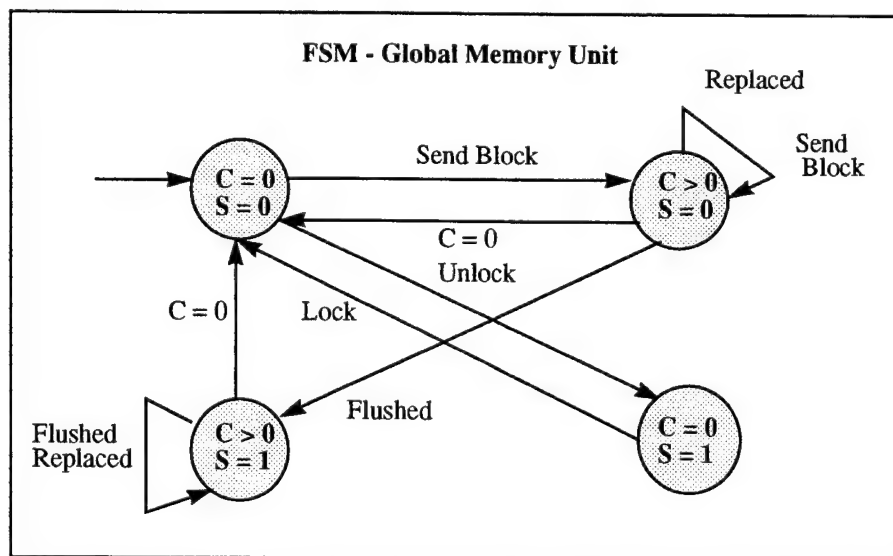 FSM - Global Memory Unit
Replaced
Send
Block
Send Block
C = 0
S = 0
C > 0
S = 0
C = 0
Unlock
Lock
C = 0
Flushed
Flushed
Replaced
C > 0
S = 1
C = 0
S = 1